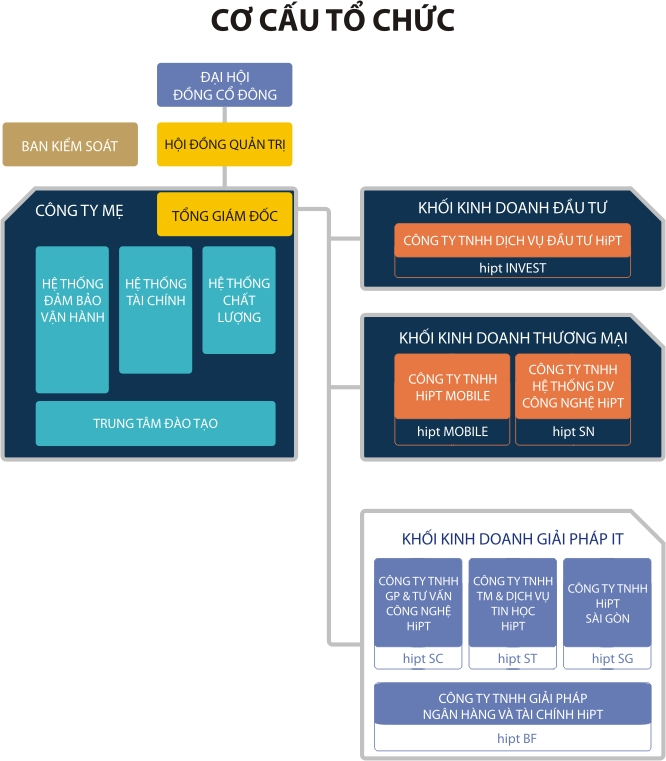 CƠ CẤU TỔ CHỨC
ĐẠI HỘI
ĐỒNG CỔ ĐÔNG
BAN KIỂM SOÁT
HỘI ĐỒNG QUẢN TRỊ
CÔNG TY MẸ
TỔNG GIÁM ĐỐC
HỆ THỐNG
ĐẢM BẢO
VẬN HÀNH
HỆ THỐNG
TÀI CHÍNH
HỆ THỐNG
CHẤT
LƯỢNG
TRUNG TÂM ĐÀO TẠO
KHỐI KINH DOANH ĐẦU TƯ
CÔNG TY TNHH DỊCH VỤ ĐẦU TƯ HiPT
hipt INVEST
KHỐI KINH DOANH THƯƠNG MẠI
CÔNG TY TNHH
HiPT MOBILE
hipt MOBILE
CÔNG TY TNHH
HỆ THỐNG DV
CÔNG NGHỆ HiPT
hipt SN
KHỐI KINH DOANH GIẢI PHÁP IT
CÔNG TY TNHH
GP & TƯ VẤN
CÔNG NGHỆ
HiPT
hipt SC
CÔNG TY TNHH
TM & DỊCH VỤ
TIN HỌC
HiPT
hipt ST
CÔNG TY TNHH
HiPT
SÀI GÒN
hipt SG
CÔNG TY TNHH GIẢI PHÁP
NGÂN HÀNG VÀ TÀI CHÍNH HiPT
hipt BF